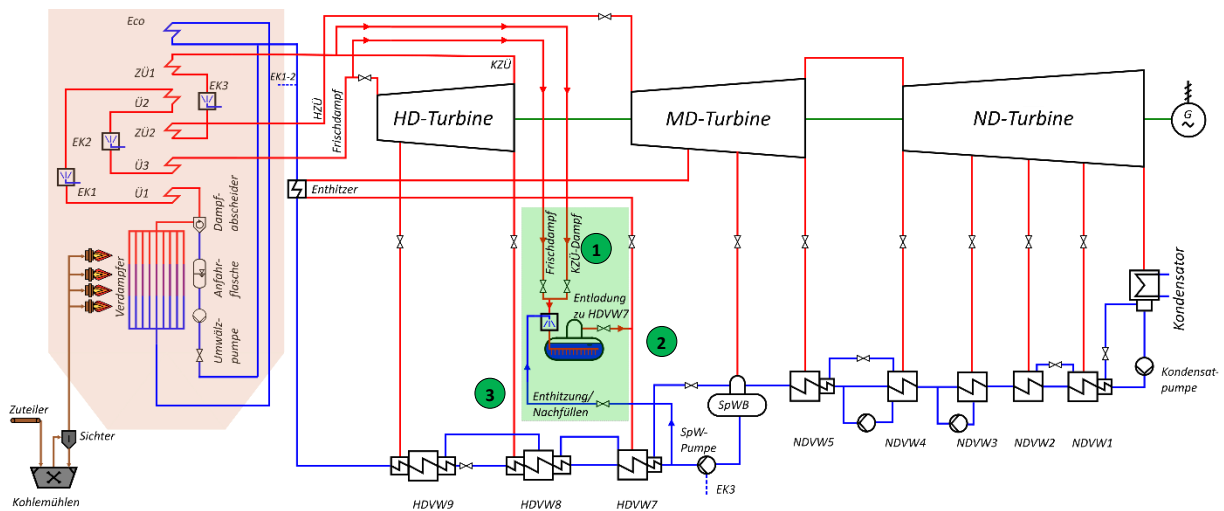 Eco
ZÜ1
EK3
Ü2
EK2
ZÜ2
Ü3
EK1
Ü1
Dampf-
abscheider
Anfahr-
flasche
Umwälz-
pumpe
Verdampfer
Zuteiler
Sichter
Kohlemühlen
EK1-2
HZÜ
Frischdampf
KZÜ
HD-Turbine
MD-Turbine
ND-Turbine
G
~
Enthitzer
Frischdampf
KZÜ-Dampf
1
Entladung
zu HDVW7
2
3
Enthitzung/
Nachfüllen
SpW-
Pumpe
EK3
SpWB
HDVW9
HDVW8
HDVW7
NDVW5
NDVW4
NDVW3
NDVW2
NDVW1
Kondensator
Kondensat-
pumpe